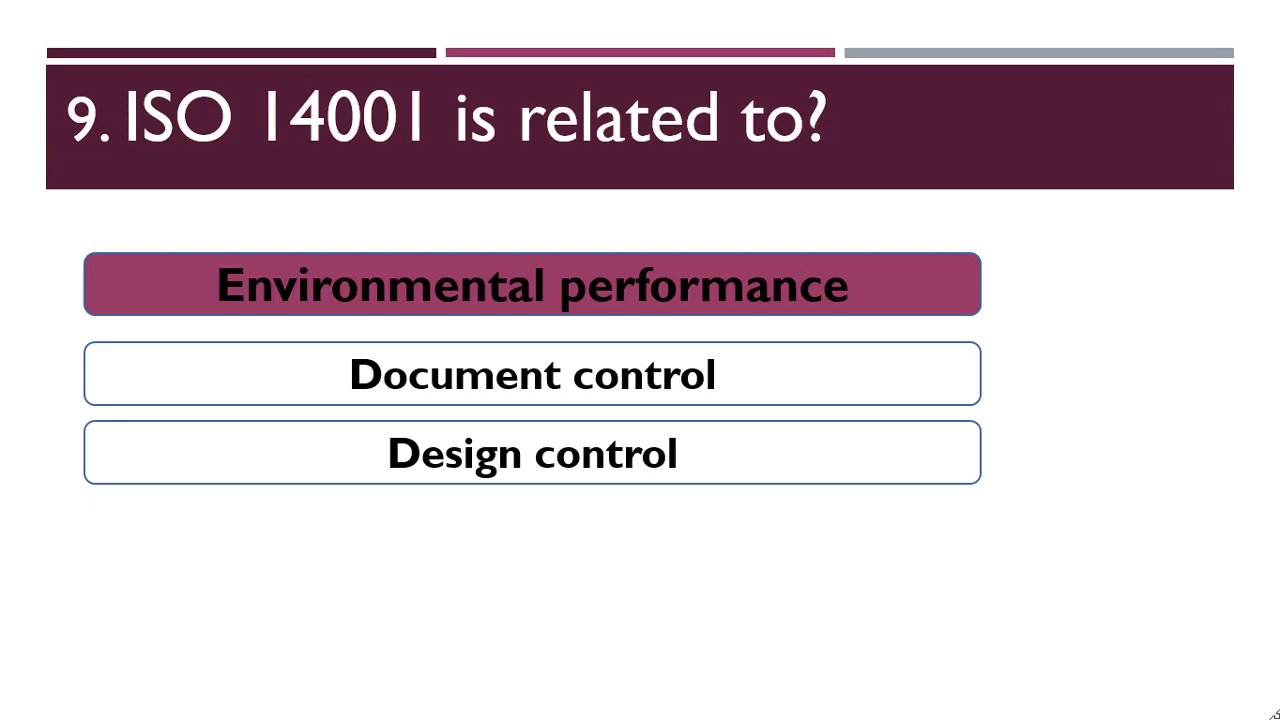 9. ISO 14001 is related to?
Environmental performance
Document control
Design control